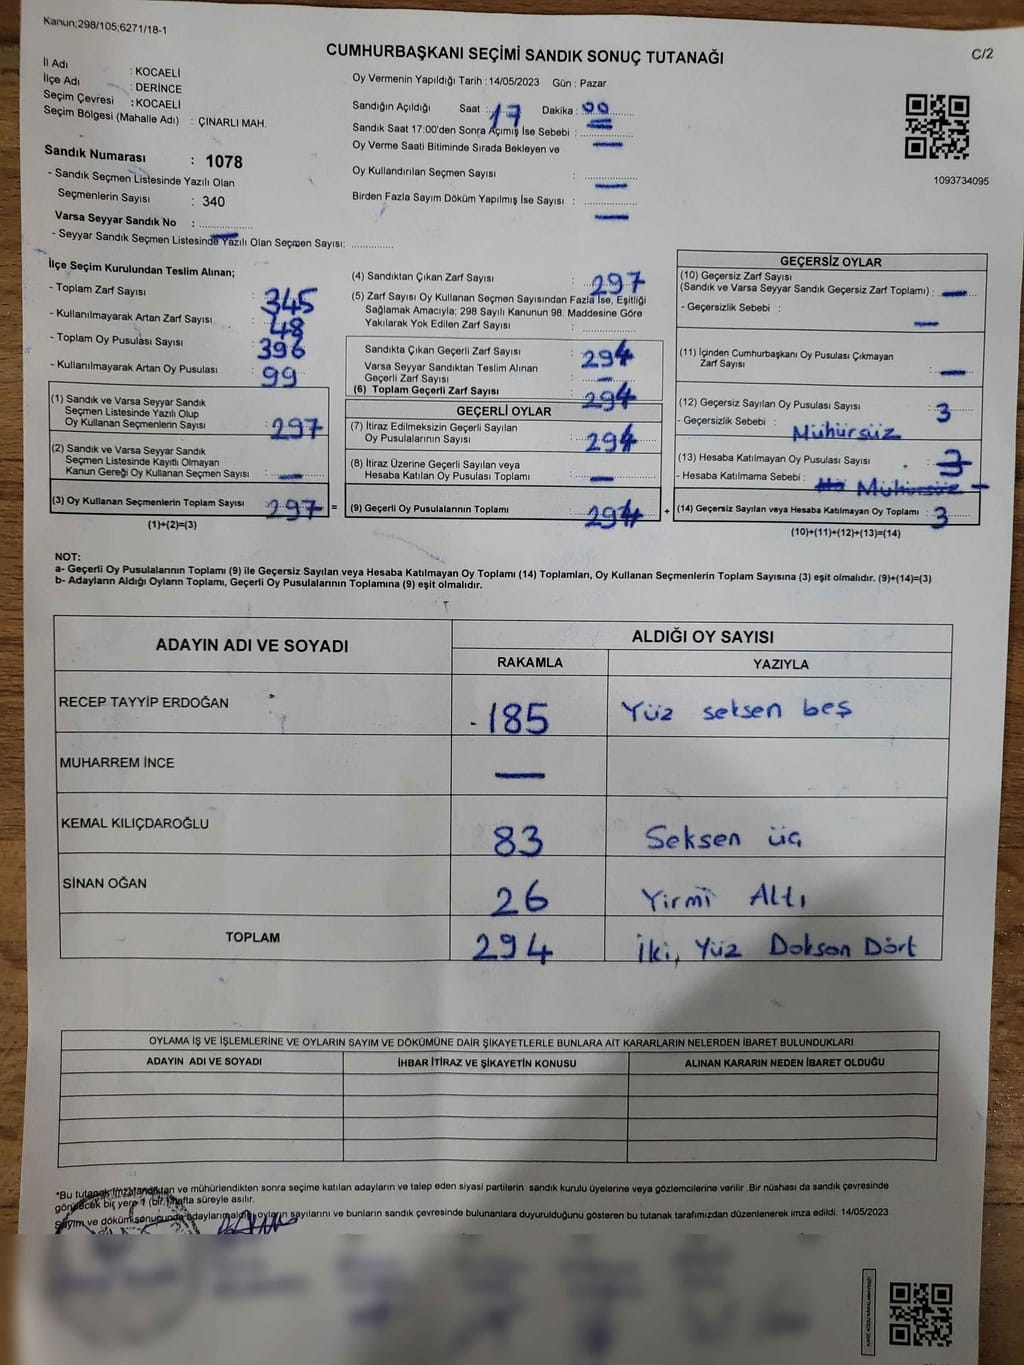 Kanun;298/105;6271/18-1
CUMHURBAŞKANI SEÇİMİ SANDIK SONUÇ TUTANAĞI
C/2
İl Adı : KOCAELİ
İlçe Adı : DERİNCE
Seçim Çevresi : KOCAELİ
Seçim Bölgesi (Mahalle Adı) : ÇINARLI MAH.
Sandık Numarası : 1078
- Sandık Seçmen Listesinde Yazılı Olan
Seçmenlerin Sayısı : 340
Varsa Seyyar Sandık No : —
- Seyyar Sandık Seçmen Listesinde Yazılı Olan Seçmen Sayısı: ..............
Oy Vermenin Yapıldığı Tarih : 14/05/2023 Gün : Pazar
Sandığın Açıldığı Saat : 17 Dakika : 00
Sandık Saat 17:00'den Sonra Açımış İse Sebebi : —
Oy Verme Saati Bitiminde Sırada Bekleyen ve —
Oy Kullandırılan Seçmen Sayısı : —
Birden Fazla Sayım Döküm Yapılmış İse Sayısı : —
1093734095
İlçe Seçim Kurulundan Teslim Alınan;
- Toplam Zarf Sayısı : 345
- Kullanılmayarak Artan Zarf Sayısı : 48
- Toplam Oy Pusulası Sayısı : 396
- Kullanılmayarak Artan Oy Pusulası : 99
(1) Sandık ve Varsa Seyyar Sandık
Seçmen Listesinde Yazılı Olup
Oy Kullanan Seçmenlerin Sayısı : 297
(2) Sandık ve Varsa Seyyar Sandık
Seçmen Listesinde Kayıtlı Olmayan
Kanun Gereği Oy Kullanan Seçmen Sayısı : —
(3) Oy Kullanan Seçmenlerin Toplam Sayısı : 297 =
(1)+(2)=(3)
(4) Sandıktan Çıkan Zarf Sayısı : 297
(5) Zarf Sayısı Oy Kullanan Seçmen Sayısından Fazla İse, Eşitliği
Sağlamak Amacıyla; 298 Sayılı Kanunun 98. Maddesine Göre
Yakılarak Yok Edilen Zarf Sayısı : ..............
Sandıkta Çıkan Geçerli Zarf Sayısı : 294
Varsa Seyyar Sandıktan Teslim Alınan
Geçerli Zarf Sayısı : —
(6) Toplam Geçerli Zarf Sayısı : 294
GEÇERLİ OYLAR
(7) İtiraz Edilmeksizin Geçerli Sayılan
Oy Pusulalarının Sayısı : 294
(8) İtiraz Üzerine Geçerli Sayılan veya
Hesaba Katılan Oy Pusulaları Toplamı : —
(9) Geçerli Oy Pusulalarının Toplamı : 294 +
GEÇERSİZ OYLAR
(10) Geçersiz Zarf Sayısı
(Sandık ve Varsa Seyyar Sandık Geçersiz Zarf Toplamı) : —
- Geçersizlik Sebebi : —
(11) İçinden Cumhurbaşkanı Oy Pusulası Çıkmayan
Zarf Sayısı : —
(12) Geçersiz Sayılan Oy Pusulası Sayısı : 3
- Geçersizlik Sebebi : Mühürsüz
(13) Hesaba Katılmayan Oy Pusulası Sayısı : 3
- Hesaba Katılmama Sebebi : Mühürsüz —
(14) Geçersiz Sayılan veya Hesaba Katılmayan Oy Toplamı : 3
(10)+(11)+(12)+(13)=(14)
NOT:
a- Geçerli Oy Pusulalarının Toplamı (9) ile Geçersiz Sayılan veya Hesaba Katılmayan Oy Toplamı (14) Toplamları, Oy Kullanan Seçmenlerin Toplam Sayısına (3) eşit olmalıdır. (9)+(14)=(3)
b- Adayların Aldığı Oyların Toplamı, Geçerli Oy Pusulalarının Toplamına (9) eşit olmalıdır.
ADAYIN ADI VE SOYADI ALDIĞI OY SAYISI
RAKAMLA YAZIYLA
RECEP TAYYİP ERDOĞAN 185 Yüz seksen beş
MUHARREM İNCE —
KEMAL KILIÇDAROĞLU 83 Seksen üç
SİNAN OĞAN 26 Yirmi Altı
TOPLAM 294 İki, Yüz Doksan Dört
OYLAMA İŞ VE İŞLEMLERİNE VE OYLARIN SAYIM VE DÖKÜMÜNE DAİR ŞİKAYETLERLE BUNLARA AİT KARARLARIN NELERDEN İBARET BULUNDUKLARI
ADAYIN ADI VE SOYADI İHBAR İTİRAZ VE ŞİKAYETİN KONUSU ALINAN KARARIN NEDEN İBARET OLDUĞU
*Bu tutanak imzalandıktan ve mühürlendikten sonra seçime katılan adayların ve talep eden siyasi partilerin sandık kurulu üyelerine veya gözlemcilerine verilir. Bir nüshası da sandık çevresinde
görülecek bir yere 1 (bir) hafta süreyle asılır.
Sayım ve döküm sonucunda adayların aldığı oyların sayılarını ve bunların sandık çevresinde bulunanlara duyurulduğunu gösteren bu tutanak tarafımızdan düzenlenerek imza edildi. 14/05/2023